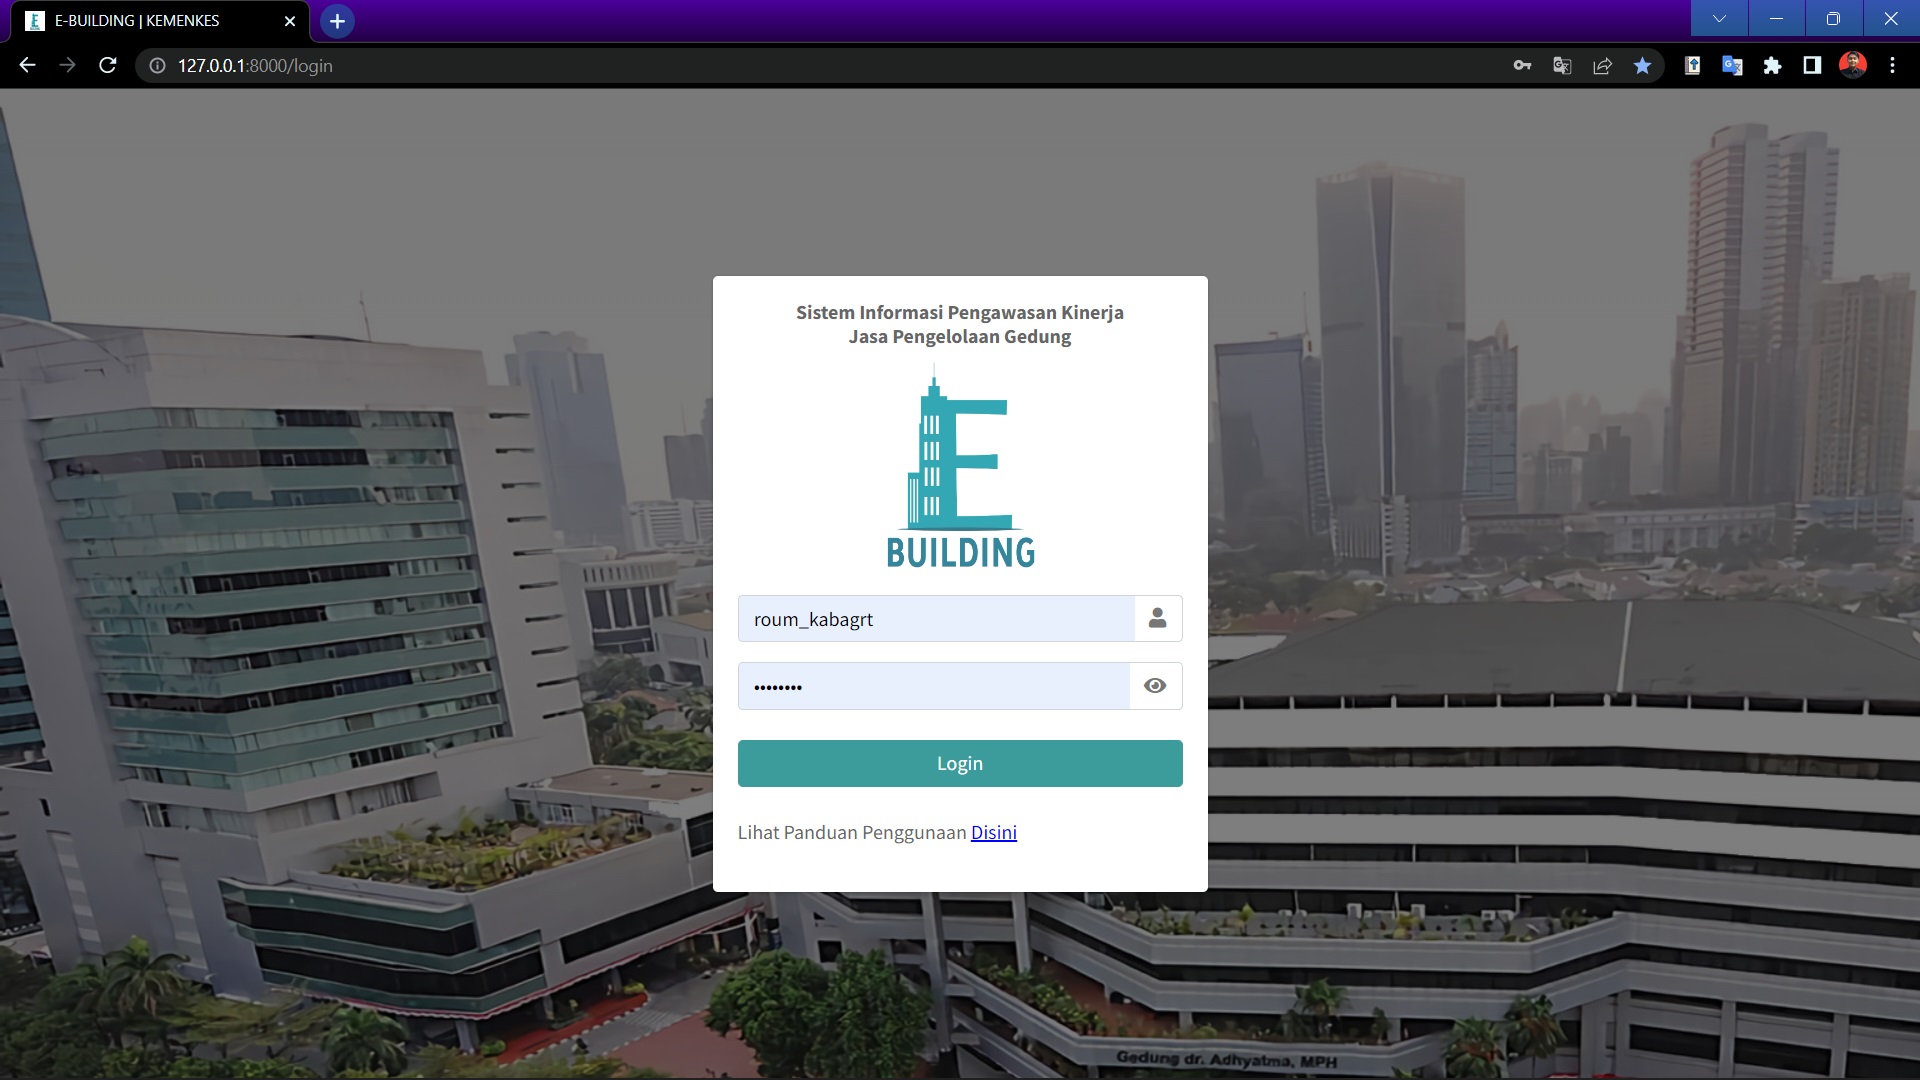 E-BUILDING | KEMENKES
127.0.0.1:8000/login
Sistem Informasi Pengawasan Kinerja
Jasa Pengelolaan Gedung
E
BUILDING
roum_kabagrt
••••••••
Login
Lihat Panduan Penggunaan Disini
Gedung dr. Adhyatma, MPH